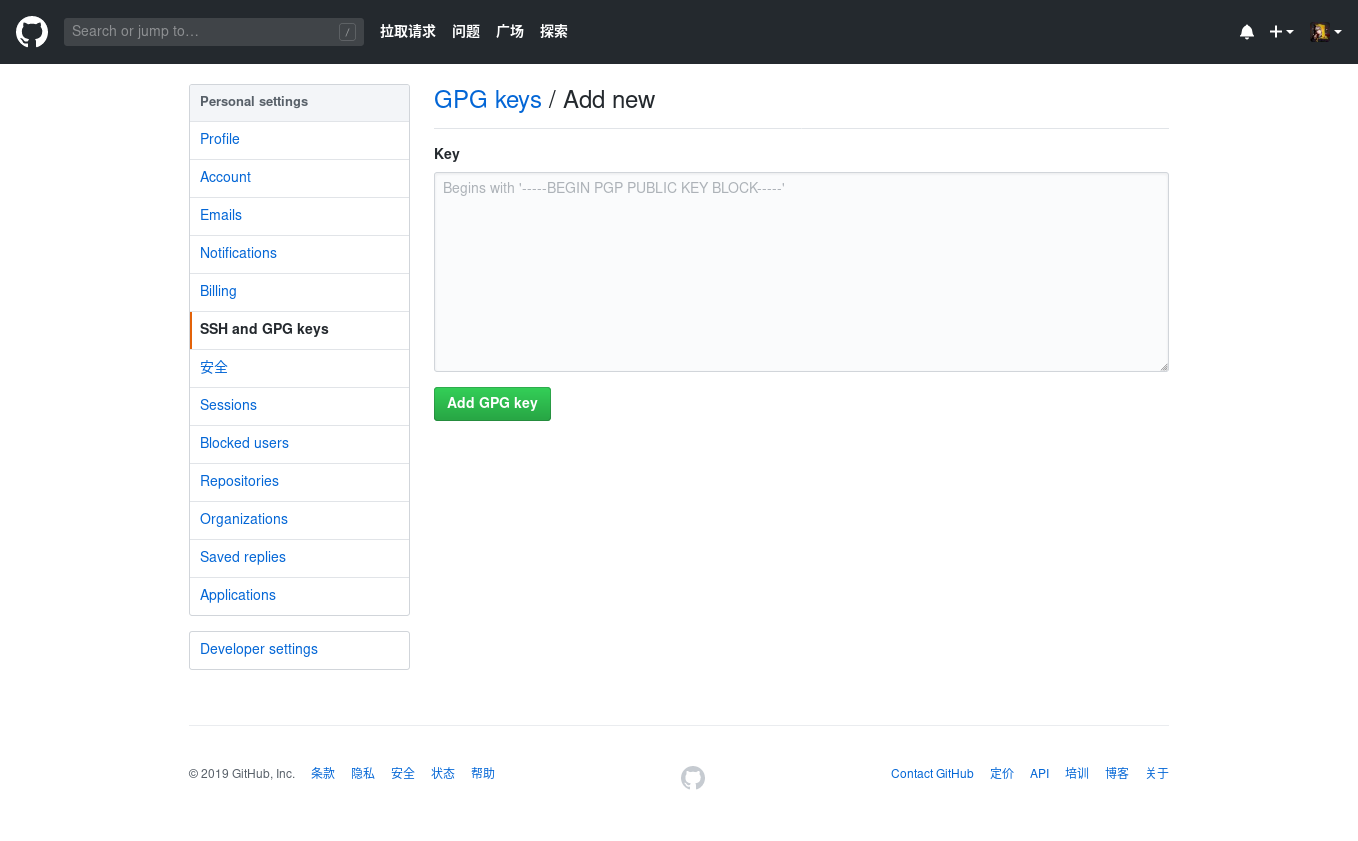 Search or jump to… /
拉取请求 问题 广场 探索
Personal settings
Profile
Account
Emails
Notifications
Billing
SSH and GPG keys
安全
Sessions
Blocked users
Repositories
Organizations
Saved replies
Applications
Developer settings
GPG keys / Add new
Key
Begins with '-----BEGIN PGP PUBLIC KEY BLOCK-----'
Add GPG key
© 2019 GitHub, Inc. 条款 隐私 安全 状态 帮助
Contact GitHub 定价 API 培训 博客 关于